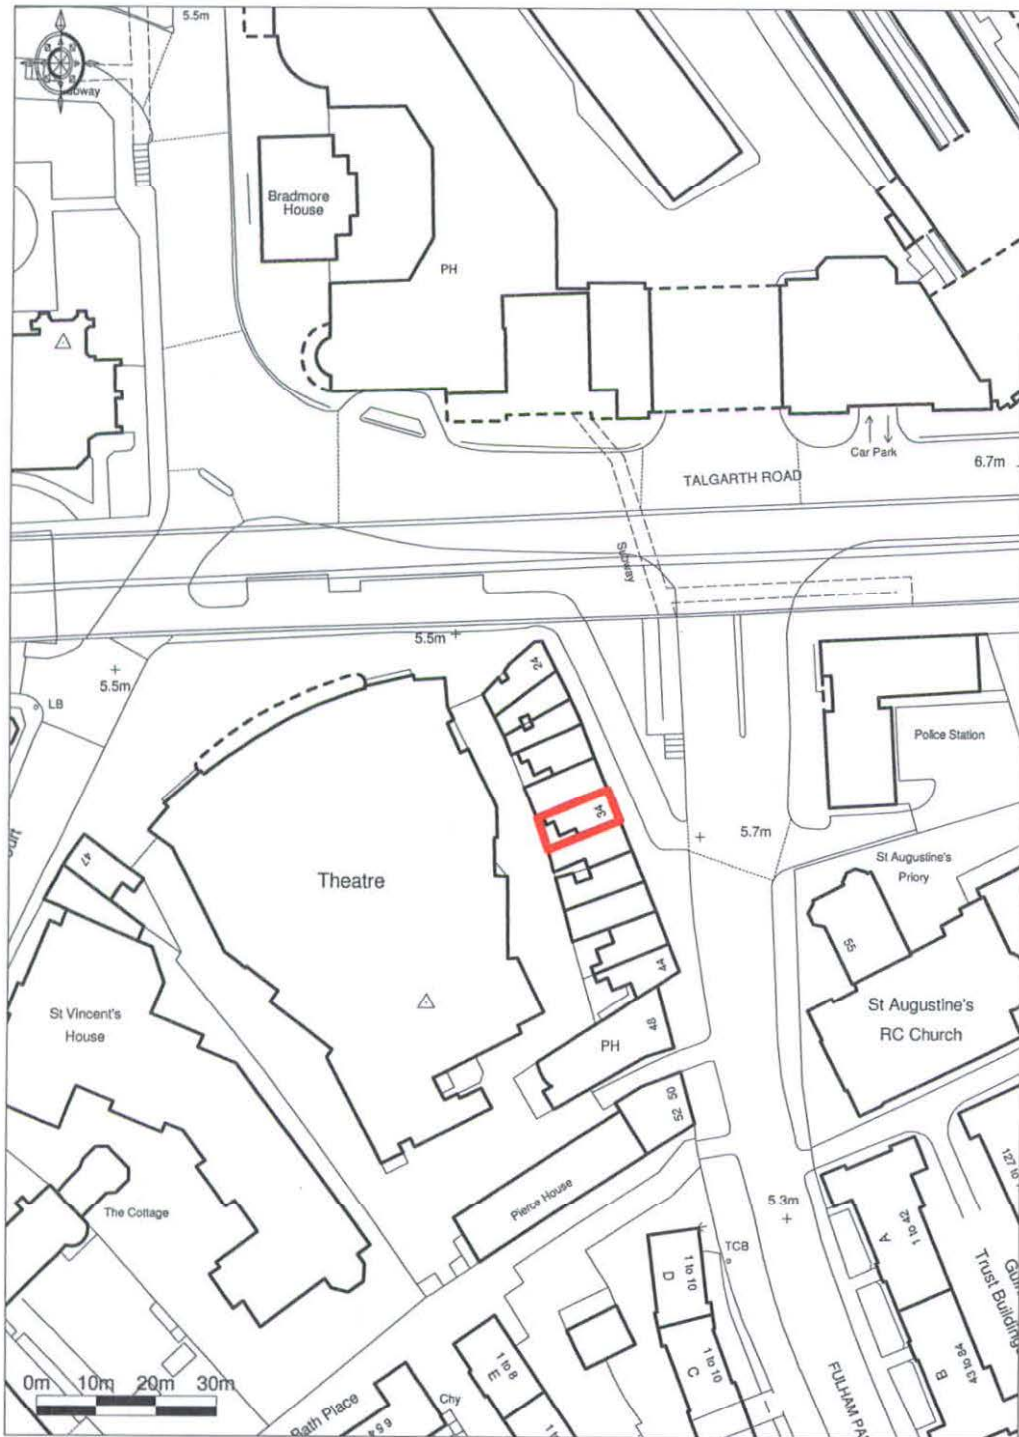 5.5m
Bradmore
House
PH
Car Park
TALGARTH ROAD
6.7m
Subway
5.5m
5.5m
LB
24
Police Station
34
5.7m
47
Theatre
St Augustine's
Priory
55
44
St Vincent's
House
48
PH
St Augustine's
RC Church
52 50
Pierce House
The Cottage
5.3m
TCB
1 to 42
A
1 to 10
D
Trust Building
1 to 10
C
1 to 8
E
43 to 84
B
0m 10m 20m 30m
Bath Place
Chy
FULHAM